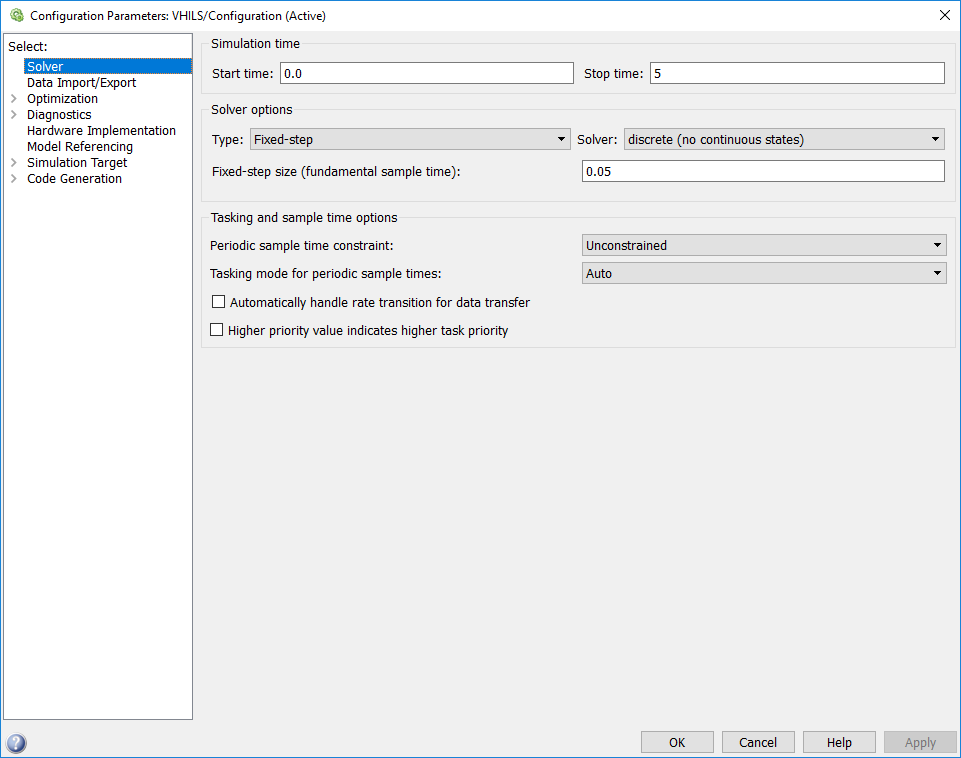 Configuration Parameters: VHILS/Configuration (Active)
Select:
Solver
Data Import/Export
Optimization
Diagnostics
Hardware Implementation
Model Referencing
Simulation Target
Code Generation
Simulation time
Start time: 0.0 Stop time: 5
Solver options
Type: Fixed-step Solver: discrete (no continuous states)
Fixed-step size (fundamental sample time): 0.05
Tasking and sample time options
Periodic sample time constraint: Unconstrained
Tasking mode for periodic sample times: Auto
Automatically handle rate transition for data transfer
Higher priority value indicates higher task priority
? OK Cancel Help Apply